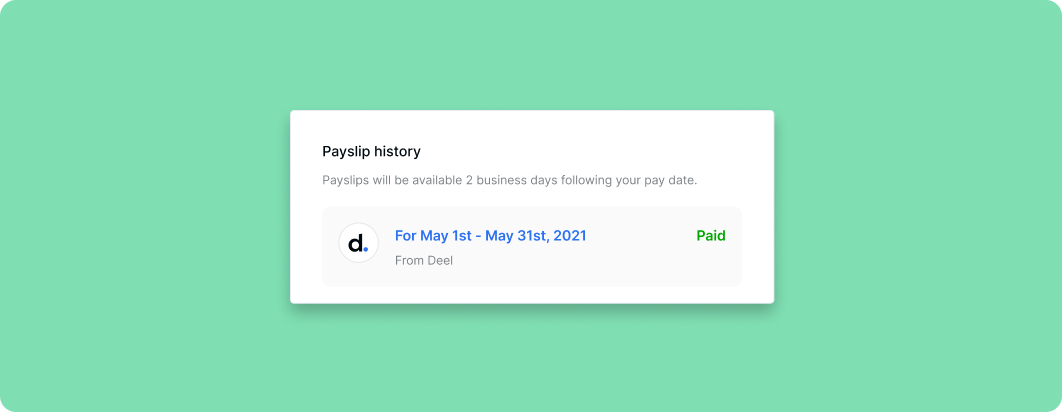 Payslip history
Payslips will be available 2 business days following your pay date.
d.
For May 1st - May 31st, 2021
Paid
From Deel